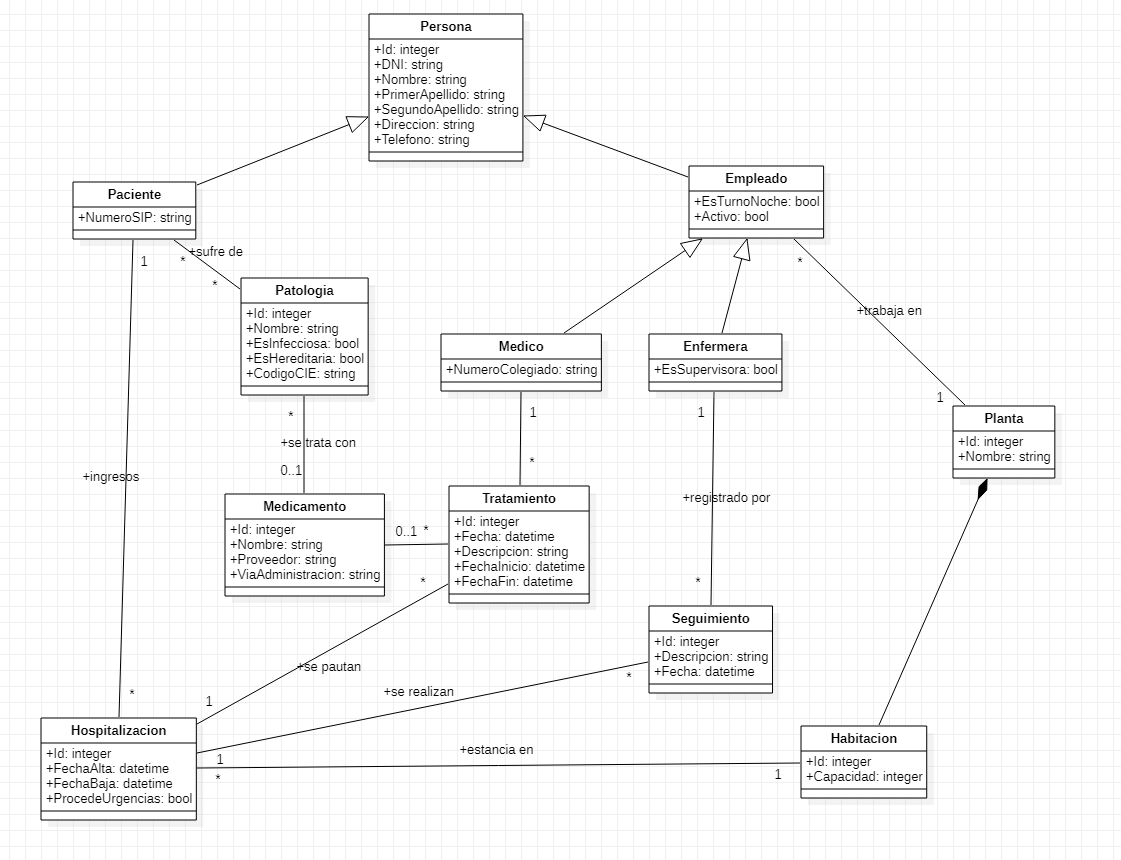 Persona
+Id: integer
+DNI: string
+Nombre: string
+PrimerApellido: string
+SegundoApellido: string
+Direccion: string
+Telefono: string
Paciente
+NumeroSIP: string
Empleado
+EsTurnoNoche: bool
+Activo: bool
1
*
+sufre de
*
*
+trabaja en
1
Patologia
+Id: integer
+Nombre: string
+EsInfecciosa: bool
+EsHereditaria: bool
+CodigoCIE: string
Medico
+NumeroColegiado: string
Enfermera
+EsSupervisora: bool
Planta
+Id: integer
+Nombre: string
*
+se trata con
0..1
1
*
1
+registrado por
*
+ingresos
*
Medicamento
+Id: integer
+Nombre: string
+Proveedor: string
+ViaAdministracion: string
0..1
*
Tratamiento
+Id: integer
+Fecha: datetime
+Descripcion: string
+FechaInicio: datetime
+FechaFin: datetime
*
+se pautan
1
Seguimiento
+Id: integer
+Descripcion: string
+Fecha: datetime
*
+se realizan
1
Hospitalizacion
+Id: integer
+FechaAlta: datetime
+FechaBaja: datetime
+ProcedeUrgencias: bool
*
+estancia en
1
Habitacion
+Id: integer
+Capacidad: integer